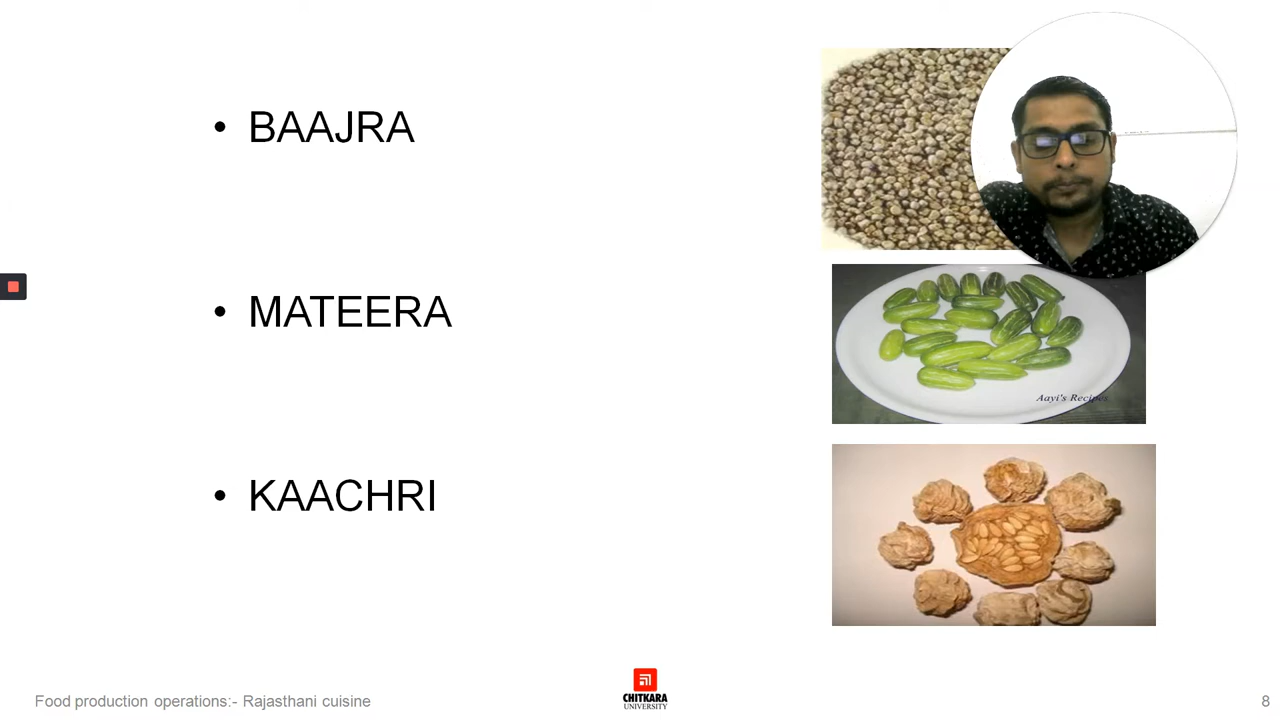 • BAAJRA
• MATEERA
Aayi's Recipes
• KAACHRI
Food production operations:- Rajasthani cuisine
CHITKARA
UNIVERSITY
8